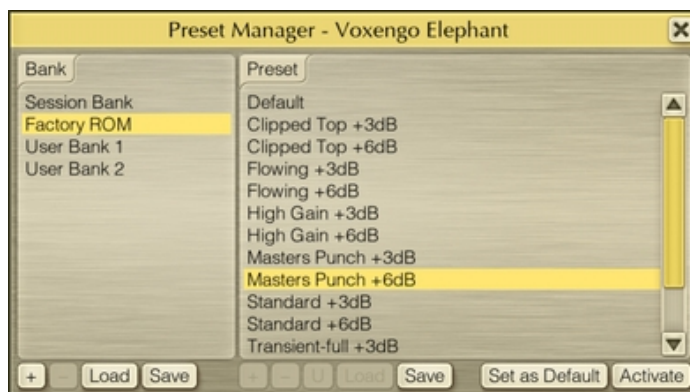 Preset Manager - Voxengo Elephant
Bank
Session Bank
Factory ROM
User Bank 1
User Bank 2
+ - Load Save
Preset
Default
Clipped Top +3dB
Clipped Top +6dB
Flowing +3dB
Flowing +6dB
High Gain +3dB
High Gain +6dB
Masters Punch +3dB
Masters Punch +6dB
Standard +3dB
Standard +6dB
Transient-full +3dB
+ - U Load Save Set as Default Activate